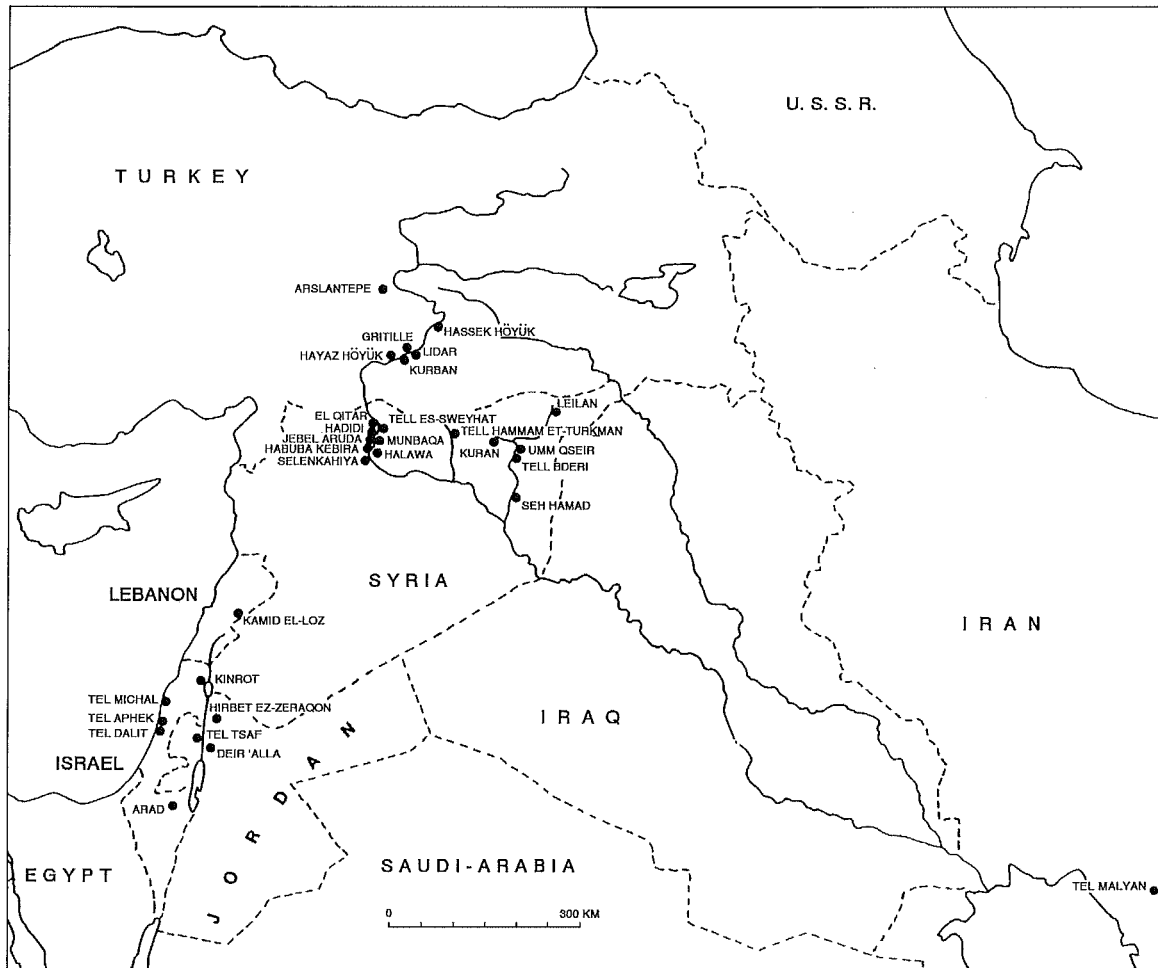 U.S.S.R.
TURKEY
ARSLANTEPE
HASSEK HÖYÜK
GRITILLE
HAYAZ HÖYÜK
LIDAR
KURBAN
LEILAN
EL QITAR
TELL ES-SWEYHAT
HADIDI
TELL HAMMAM ET-TURKMAN
JEBEL ARUDA
MUNBAQA
HABUBA KEBIRA
KURAN
UMM QSEIR
HALAWA
SELENKAHIYA
TELL BDERI
SEH HAMAD
SYRIA
LEBANON
KAMID EL-LOZ
IRAN
KINROT
TEL MICHAL
HIRBET EZ-ZERAQON
IRAQ
TEL APHEK
TEL DALIT
TEL TSAF
DEIR 'ALLA
ISRAEL
ARAD
JORDAN
EGYPT
SAUDI-ARABIA
TEL MALYAN
0 300 KM